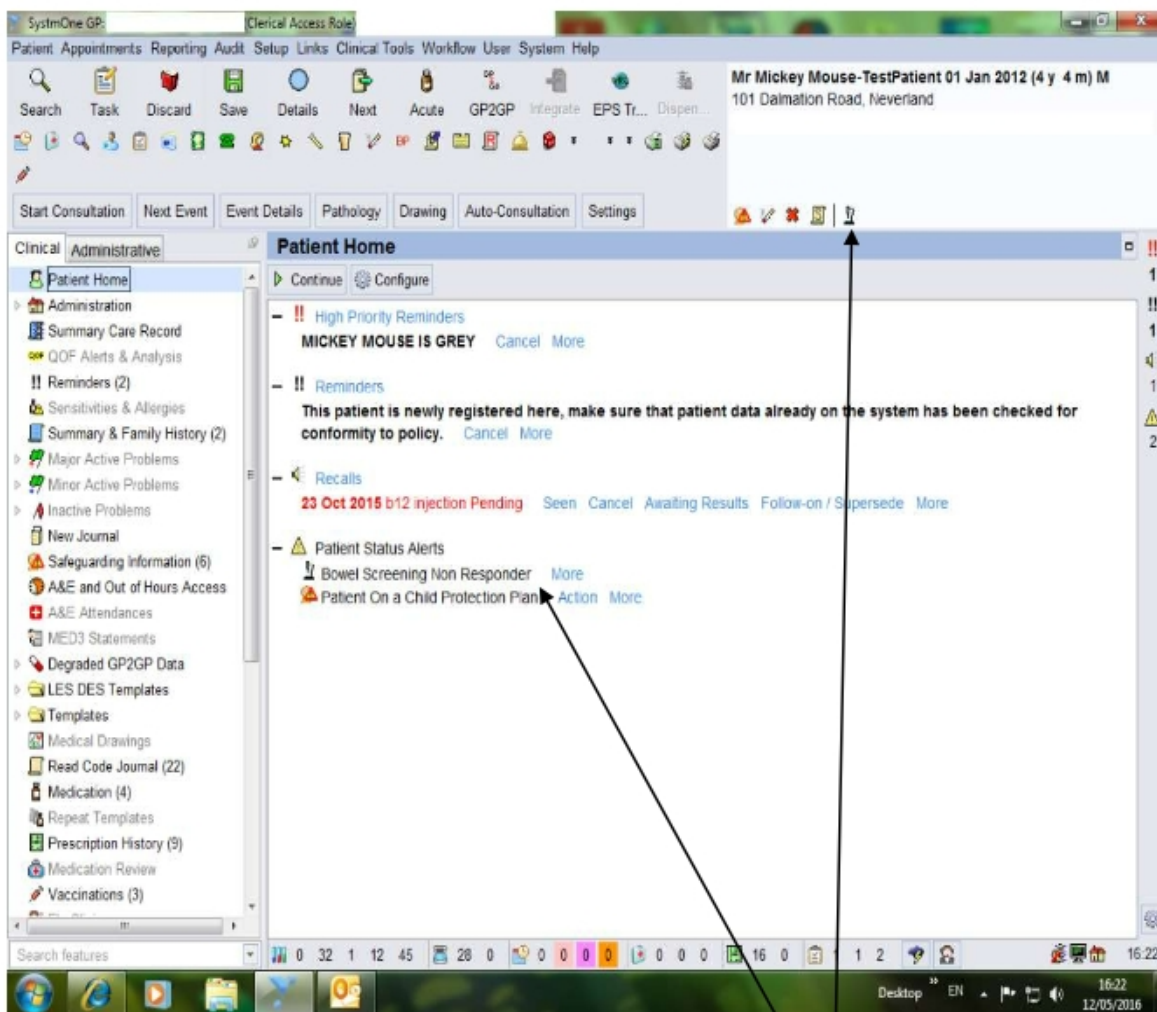 SystmOne GP: (Clerical Access Role)
Patient Appointments Reporting Audit Setup Links Clinical Tools Workflow User System Help
Search Task Discard Save Details Next Acute GP2GP Integrate EPS Tr... Dispen...
Mr Mickey Mouse-TestPatient 01 Jan 2012 (4 y 4 m) M
101 Dalmation Road, Neverland
BP
Start Consultation Next Event Event Details Pathology Drawing Auto-Consultation Settings
Clinical Administrative
Patient Home
Administration
Summary Care Record
QOF Alerts & Analysis
!! Reminders (2)
Sensitivities & Allergies
Summary & Family History (2)
Major Active Problems
Minor Active Problems
Inactive Problems
New Journal
Safeguarding Information (6)
A&E and Out of Hours Access
A&E Attendances
MED3 Statements
Degraded GP2GP Data
LES DES Templates
Templates
Medical Drawings
Read Code Journal (22)
Medication (4)
Repeat Templates
Prescription History (9)
Medication Review
Vaccinations (3)
Search features
Patient Home
Continue Configure
!! High Priority Reminders
MICKEY MOUSE IS GREY Cancel More
!! Reminders
This patient is newly registered here, make sure that patient data already on the system has been checked for
conformity to policy. Cancel More
Recalls
23 Oct 2015 b12 injection Pending Seen Cancel Awaiting Results Follow-on / Supersede More
Patient Status Alerts
Bowel Screening Non Responder More
Patient On a Child Protection Plan Action More
!!
1
!!
1
1
2
0 32 1 12 45 28 0 0 0 0 0 0 0 0 16 0 1 1 2 16:22
Desktop » EN 16:22
12/05/2016